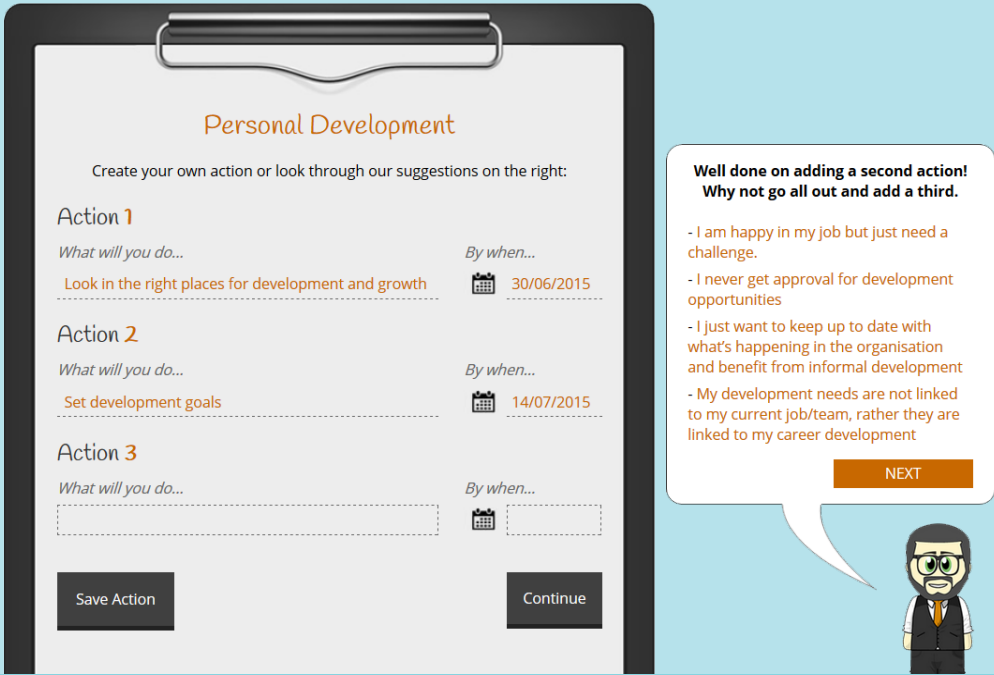 Personal Development
Create your own action or look through our suggestions on the right:
Action 1
What will you do...
By when...
Look in the right places for development and growth
30/06/2015
Action 2
What will you do...
By when...
Set development goals
14/07/2015
Action 3
What will you do...
By when...
Save Action
Continue
Well done on adding a second action!
Why not go all out and add a third.
- I am happy in my job but just need a
challenge.
- I never get approval for development
opportunities
- I just want to keep up to date with
what's happening in the organisation
and benefit from informal development
- My development needs are not linked
to my current job/team, rather they are
linked to my career development
NEXT